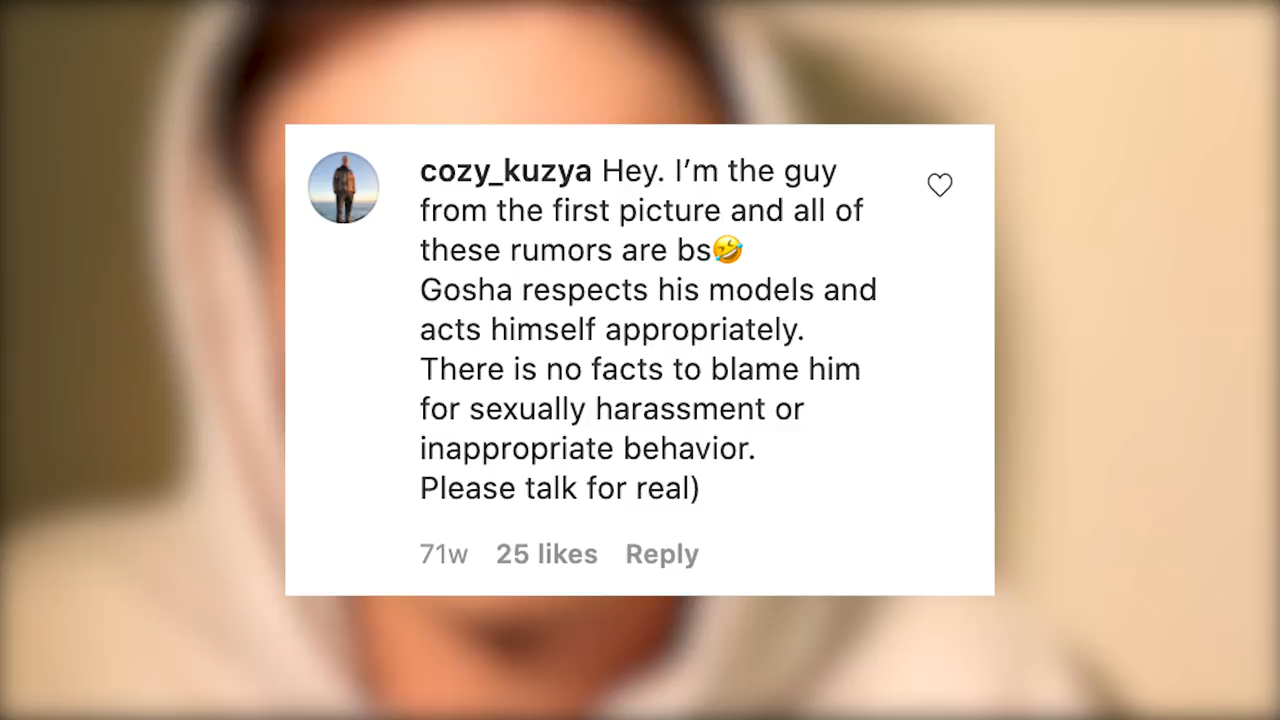 cozy_kuzya Hey. I’m the guy
from the first picture and all of
these rumors are bs🤣
Gosha respects his models and
acts himself appropriately.
There is no facts to blame him
for sexually harassment or
inappropriate behavior.
Please talk for real)
71w 25 likes Reply